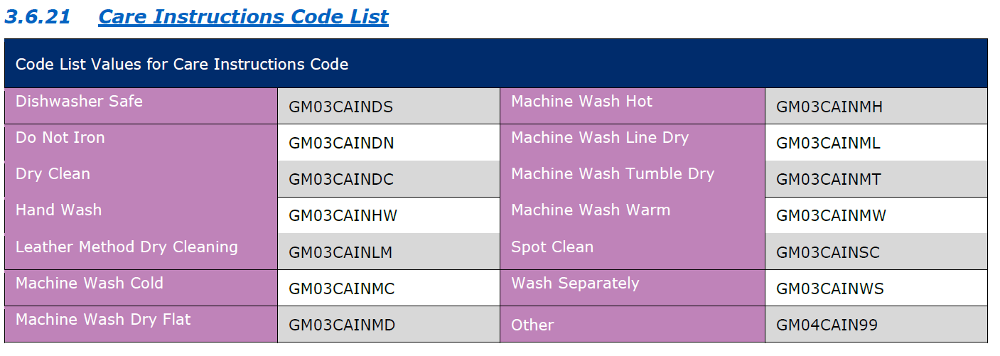 3.6.21 Care Instructions Code List
Code List Values for Care Instructions Code
Dishwasher Safe GM03CAINDS Machine Wash Hot GM03CAINMH
Do Not Iron GM03CAINDN Machine Wash Line Dry GM03CAINML
Dry Clean GM03CAINDC Machine Wash Tumble Dry GM03CAINMT
Hand Wash GM03CAINHW Machine Wash Warm GM03CAINMW
Leather Method Dry Cleaning GM03CAINLM Spot Clean GM03CAINSC
Machine Wash Cold GM03CAINMC Wash Separately GM03CAINWS
Machine Wash Dry Flat GM03CAINMD Other GM04CAIN99